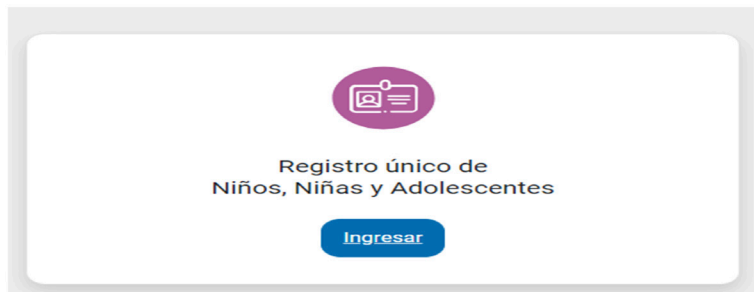 Registro único de
Niños, Niñas y Adolescentes
Ingresar